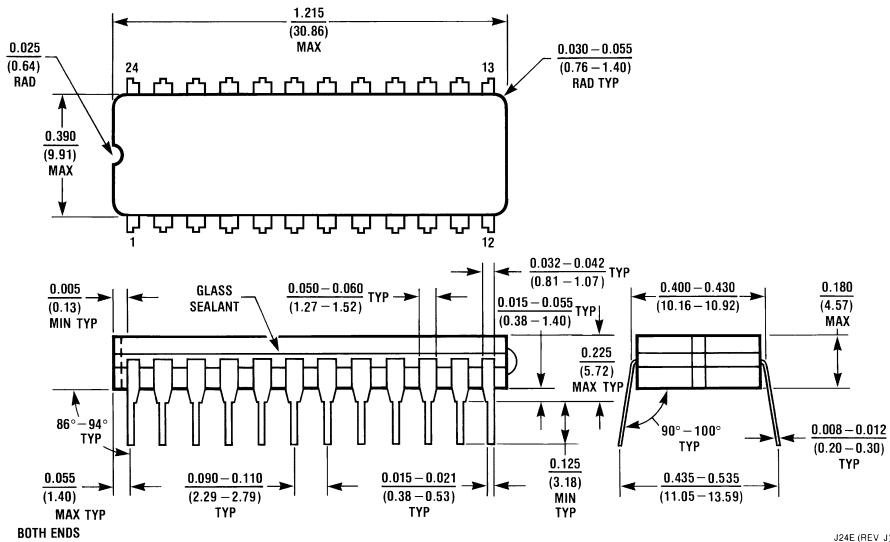 1.215
(30.86)
MAX
0.025
(0.64)
RAD
24
13
0.030 – 0.055
(0.76 – 1.40)
RAD TYP
0.390
(9.91)
MAX
1
12
0.005
(0.13)
MIN TYP
GLASS
SEALANT
0.050 – 0.060
(1.27 – 1.52)
TYP
0.032 – 0.042
(0.81 – 1.07)
TYP
0.015 – 0.055
(0.38 – 1.40)
TYP
0.400 – 0.430
(10.16 – 10.92)
0.180
(4.57)
MAX
0.225
(5.72)
MAX TYP
86° – 94°
TYP
90° – 100°
TYP
0.008 – 0.012
(0.20 – 0.30)
TYP
0.055
(1.40)
MAX TYP
BOTH ENDS
0.090 – 0.110
(2.29 – 2.79)
TYP
0.015 – 0.021
(0.38 – 0.53)
TYP
0.125
(3.18)
MIN
TYP
0.435 – 0.535
(11.05 – 13.59)
J24E (REV J)